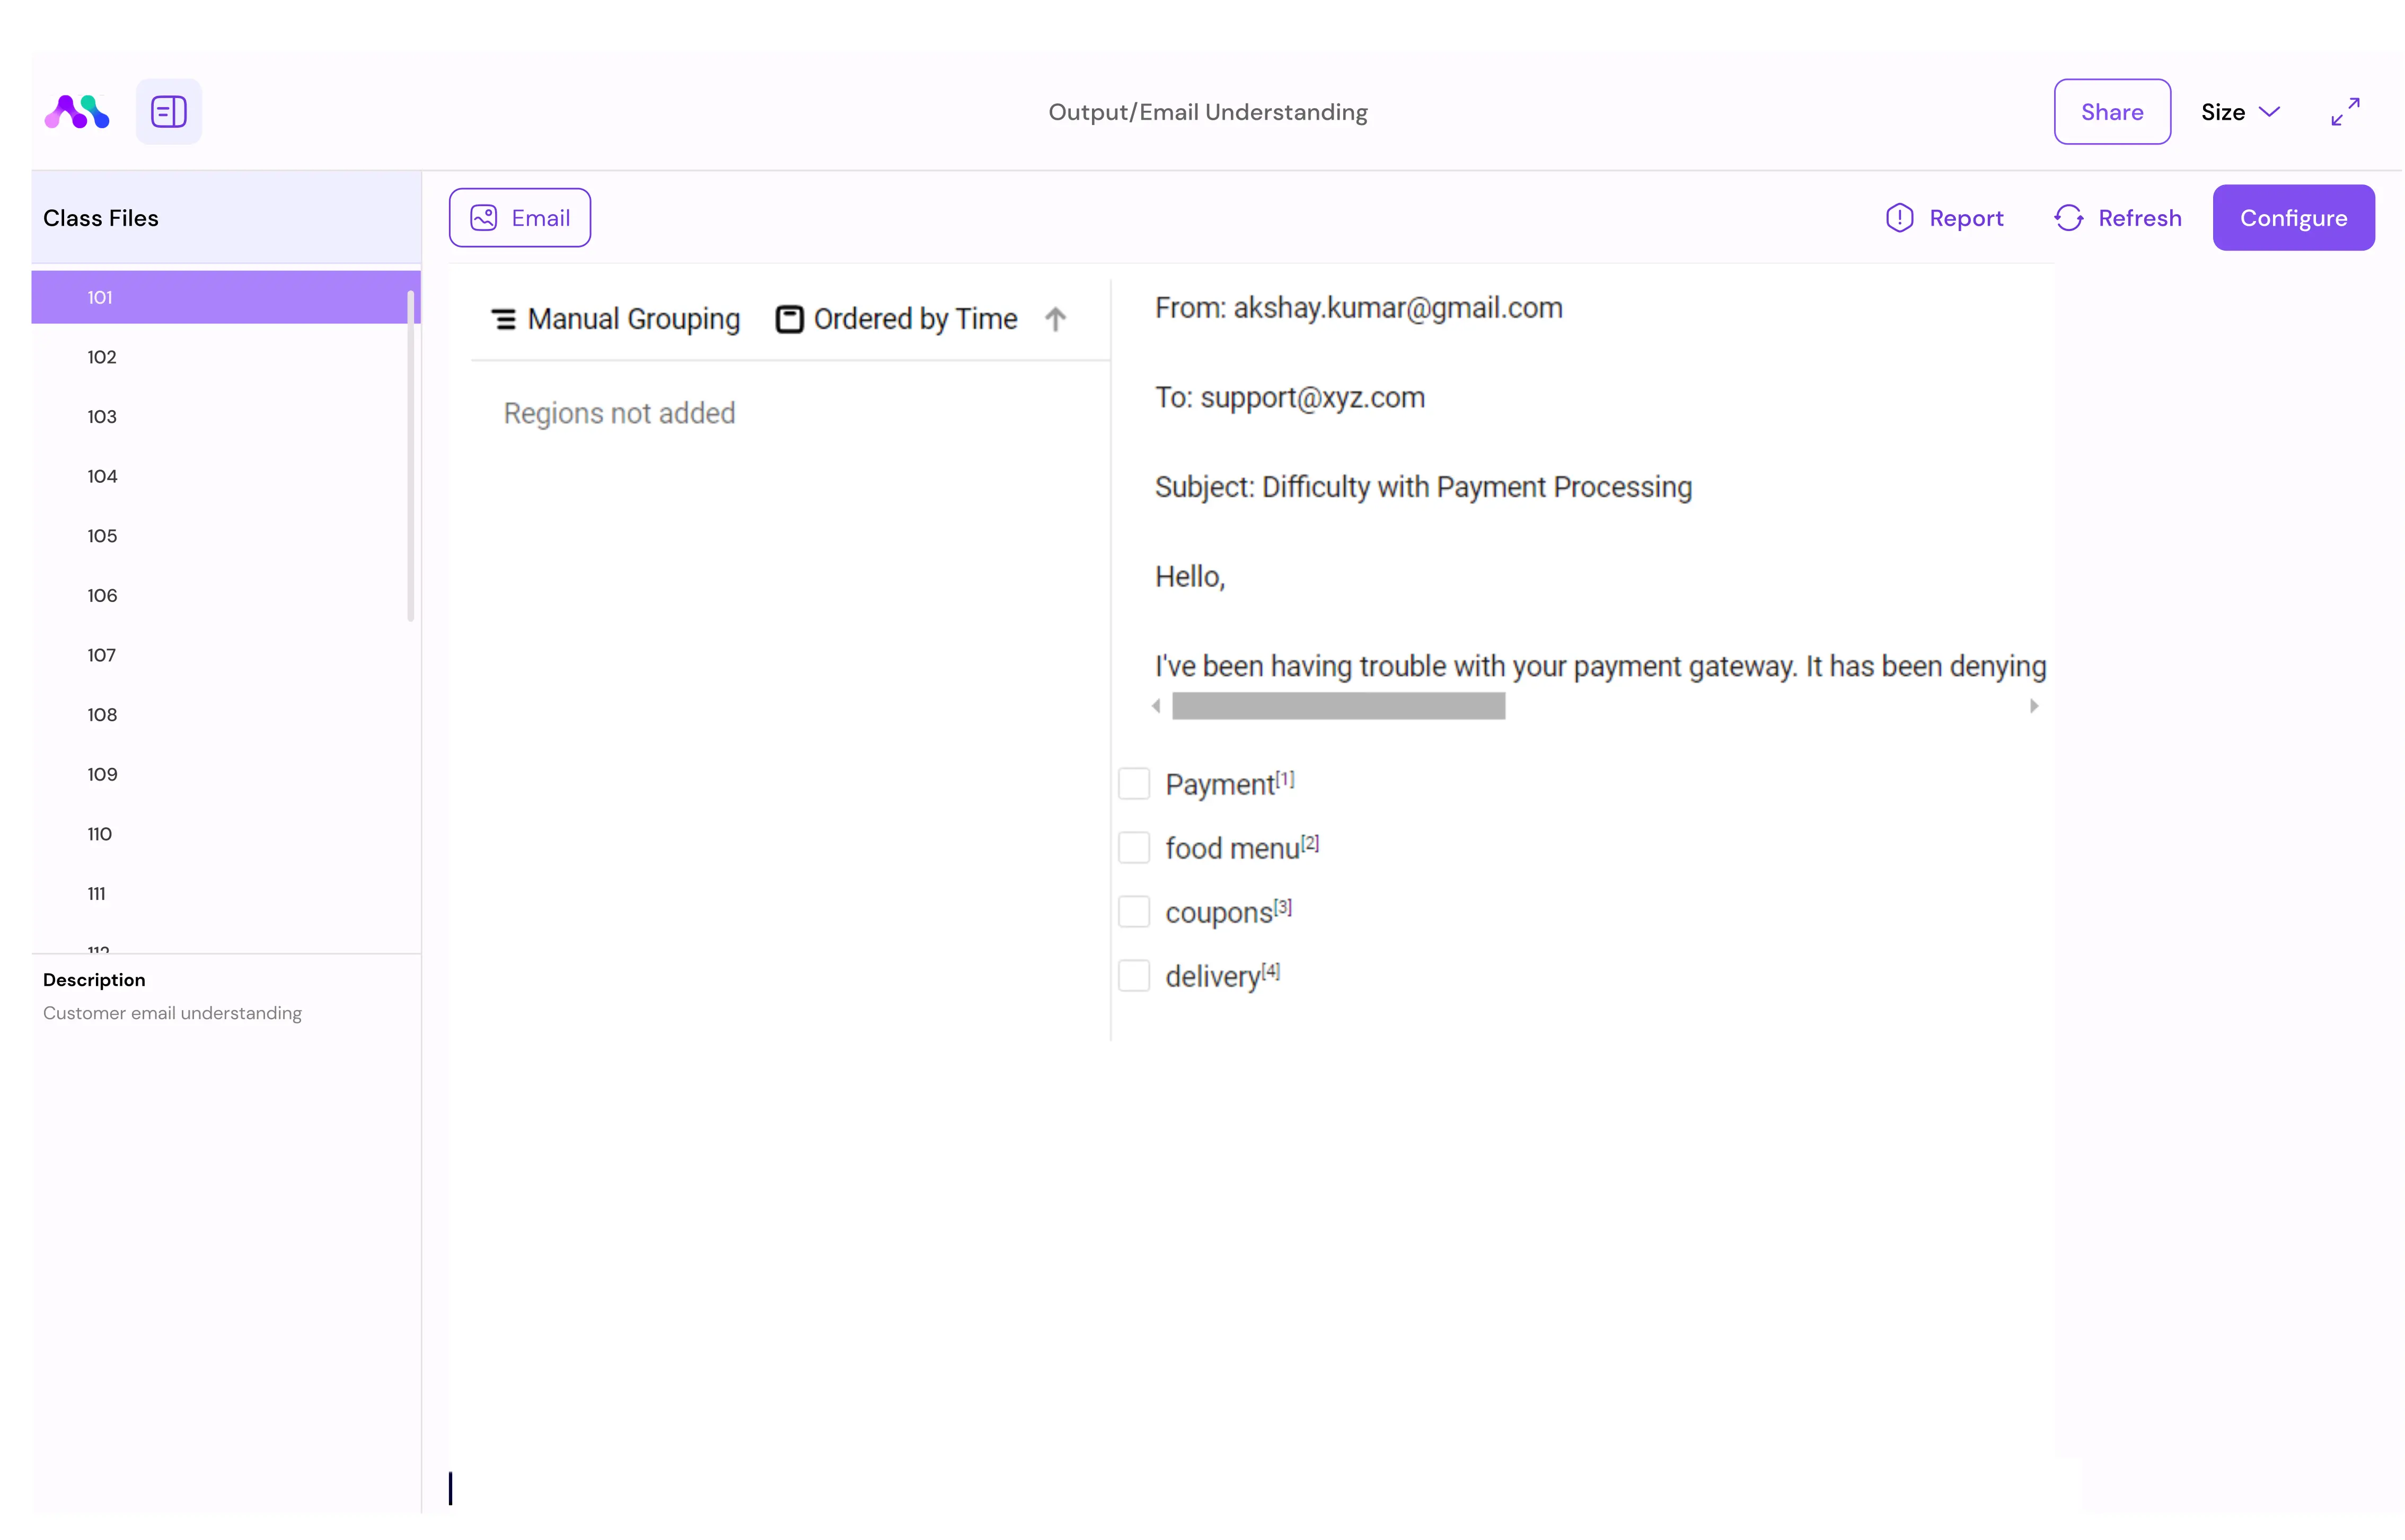 Output/Email Understanding
Share
Size
Class Files
Email
Report
Refresh
Configure
101
102
103
104
105
106
107
108
109
110
111
112
Description
Customer email understanding
Manual Grouping
Ordered by Time
Regions not added
From: akshay.kumar@gmail.com
To: support@xyz.com
Subject: Difficulty with Payment Processing
Hello,
I've been having trouble with your payment gateway. It has been denying
Payment[1]
food menu[2]
coupons[3]
delivery[4]